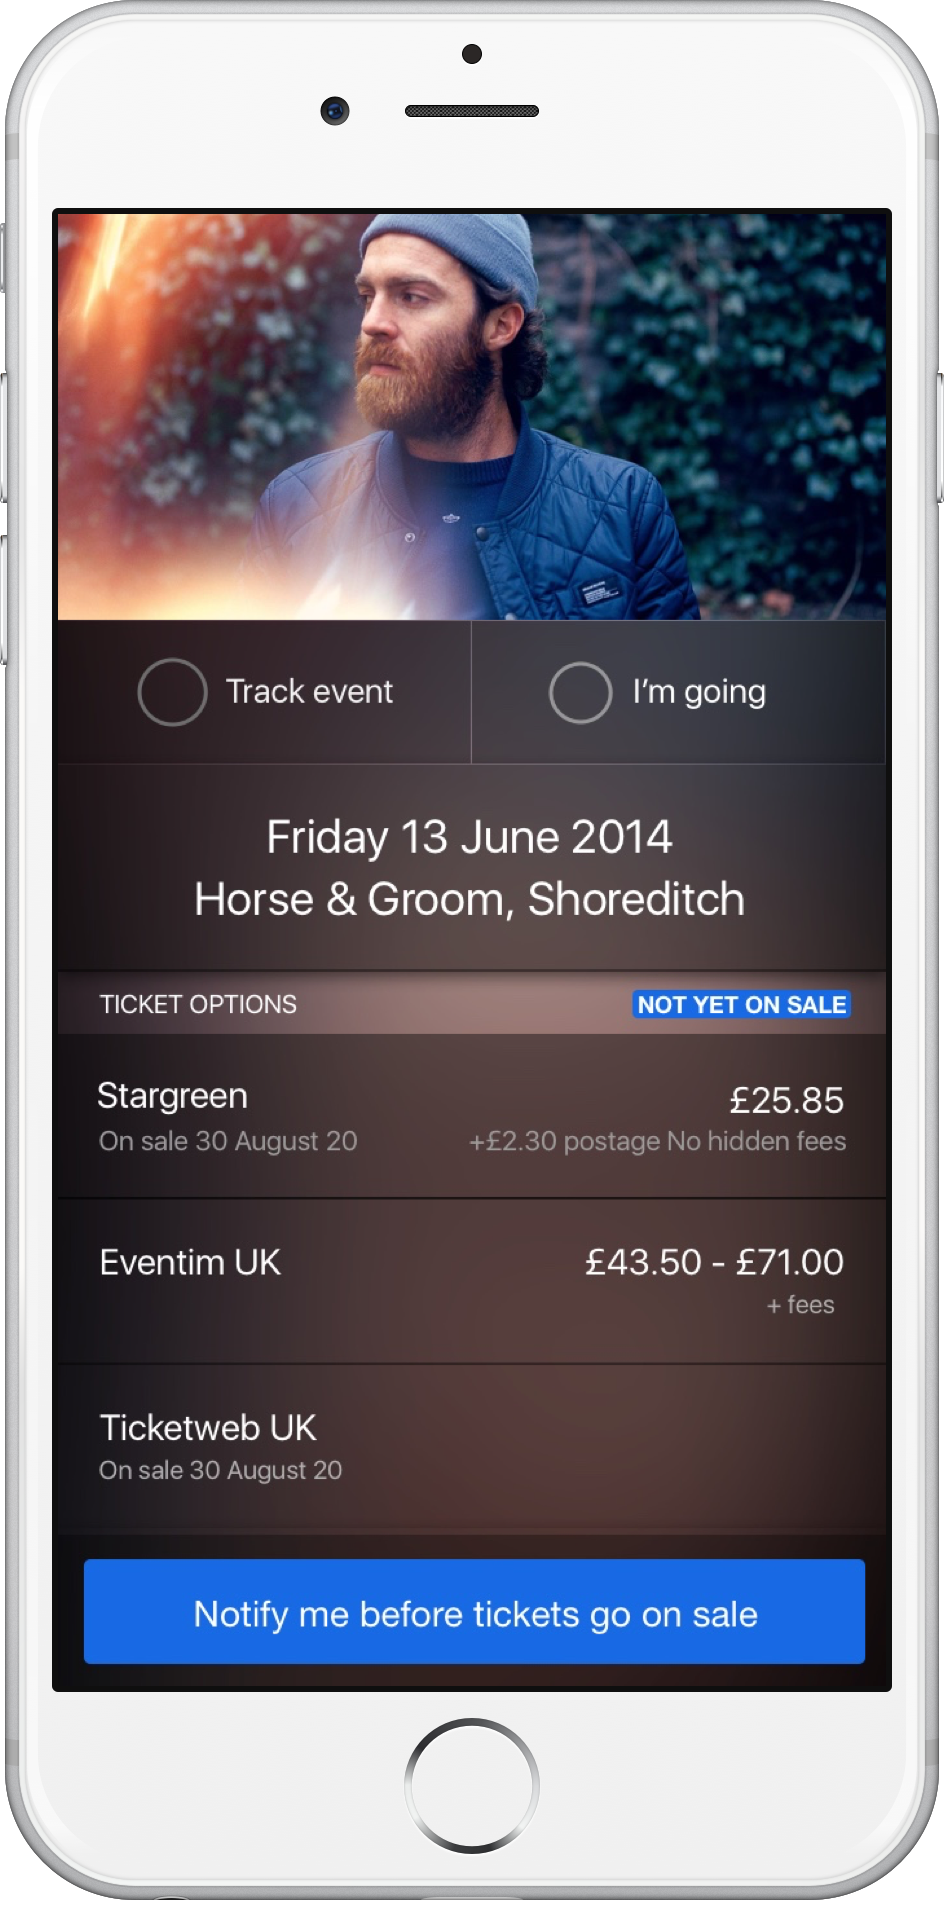 Track event
I'm going
Friday 13 June 2014
Horse & Groom, Shoreditch
TICKET OPTIONS
NOT YET ON SALE
Stargreen
£25.85
On sale 30 August 20
+£2.30 postage No hidden fees
Eventim UK
£43.50 - £71.00
+ fees
Ticketweb UK
On sale 30 August 20
Notify me before tickets go on sale